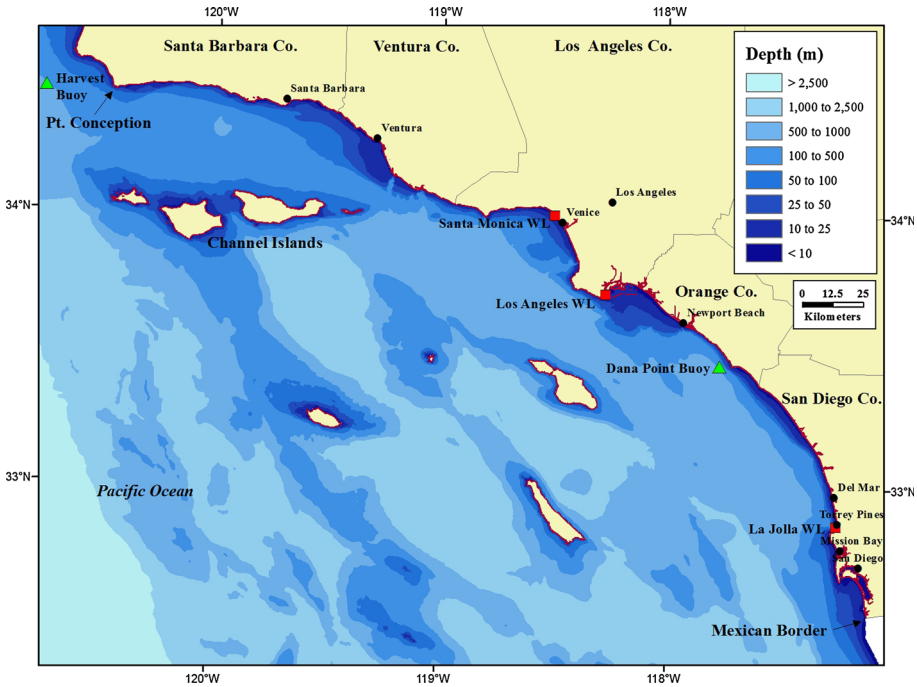 120°W
119°W
118°W
Santa Barbara Co.
Ventura Co.
Los Angeles Co.
Depth (m)
> 2,500
1,000 to 2,500
500 to 1000
100 to 500
50 to 100
25 to 50
10 to 25
< 10
Harvest
Buoy
Pt. Conception
Santa Barbara
Ventura
Los Angeles
34°N
34°N
Venice
Santa Monica WL
Channel Islands
Los Angeles WL
Orange Co.
Newport Beach
0 12.5 25
Kilometers
Dana Point Buoy
San Diego Co.
33°N
33°N
Pacific Ocean
Del Mar
Torrey Pines
La Jolla WL
Mission Bay
San Diego
Mexican Border
120°W
119°W
118°W